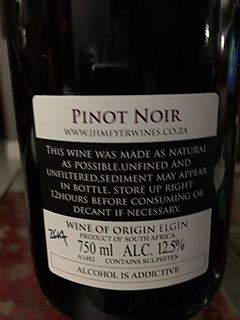 PINOT NOIR
WWW.JHMEYERWINES.CO.ZA
THIS WINE WAS MADE AS NATURAL
AS POSSIBLE.UNFINED AND
UNFILTERED.SEDIMENT MAY APPEAR
IN BOTTLE. STORE UP RIGHT
12HOURS BEFORE CONSUMING OR
DECANT IF NECESSARY.
WINE OF ORIGIN ELGIN
PRODUCT OF SOUTH AFRICA
750 ml ALC. 12.5%
A1482 CONTAINS SULPHITES
ALCOHOL IS ADDICTIVE